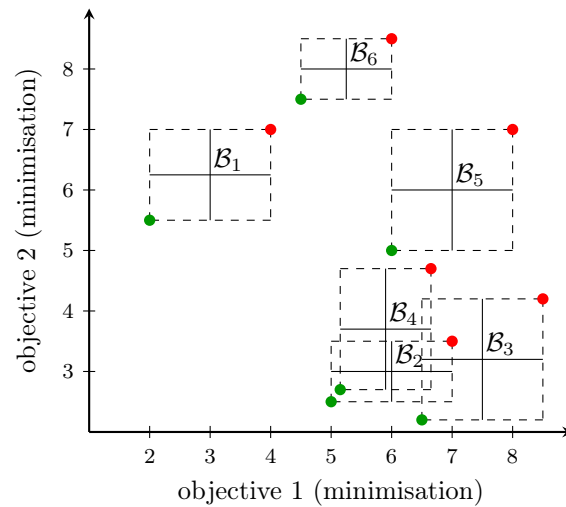 8
7
6
5
4
3
objective 2 (minimisation)
B₆
B₁
B₅
B₄
B₂
B₃
2 3 4 5 6 7 8
objective 1 (minimisation)